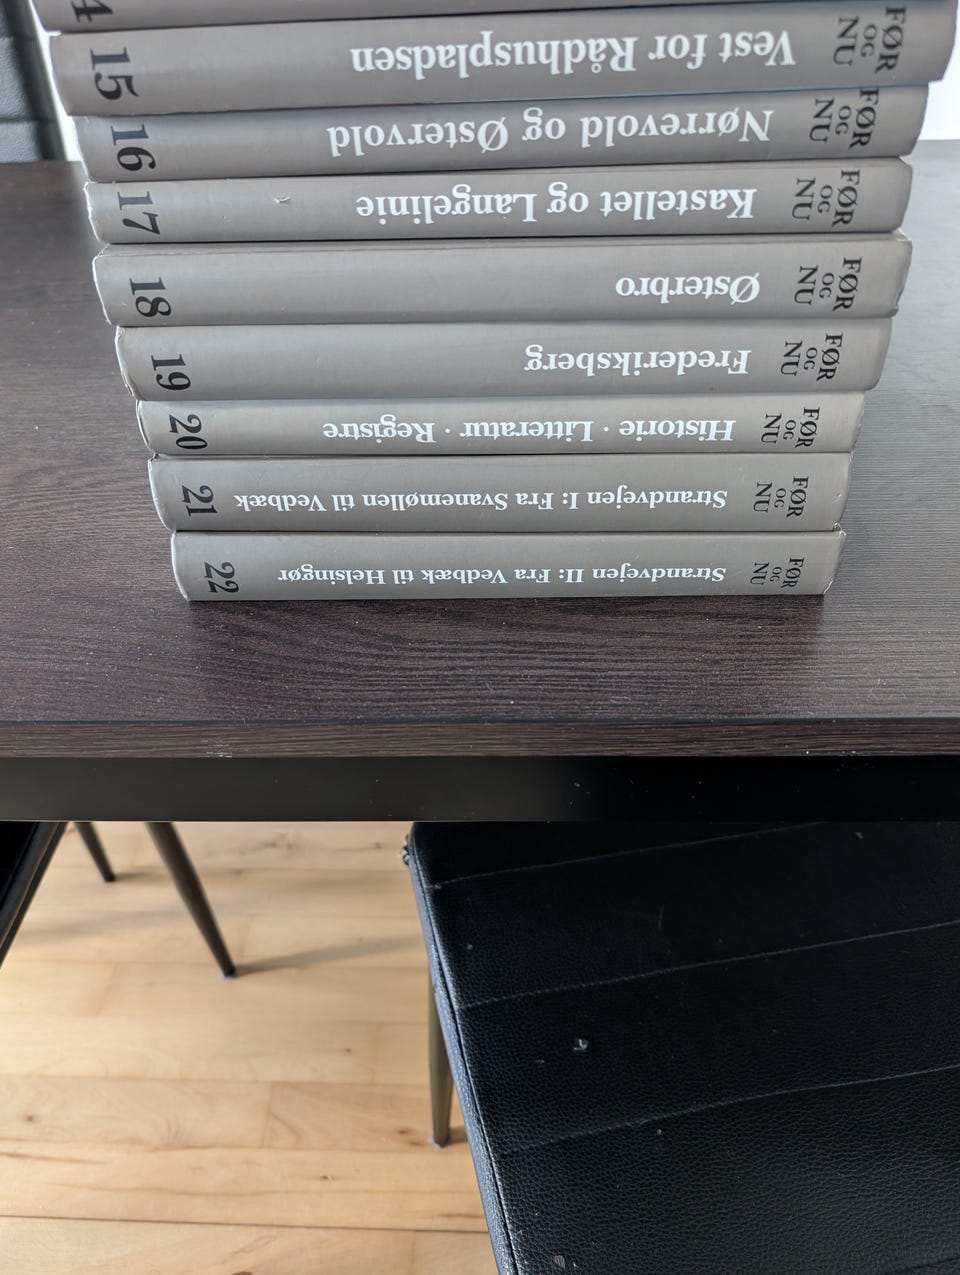 4
FØR OG NU Vest for Rådhuspladsen 15
FØR OG NU Nørrevold og Østervold 16
FØR OG NU Kastellet og Langelinie 17
FØR OG NU Østerbro 18
FØR OG NU Frederiksberg 19
FØR OG NU Historie · Litteratur · Registre 20
FØR OG NU Strandvejen I: Fra Svanemøllen til Vedbæk 21
FØR OG NU Strandvejen II: Fra Vedbæk til Helsingør 22